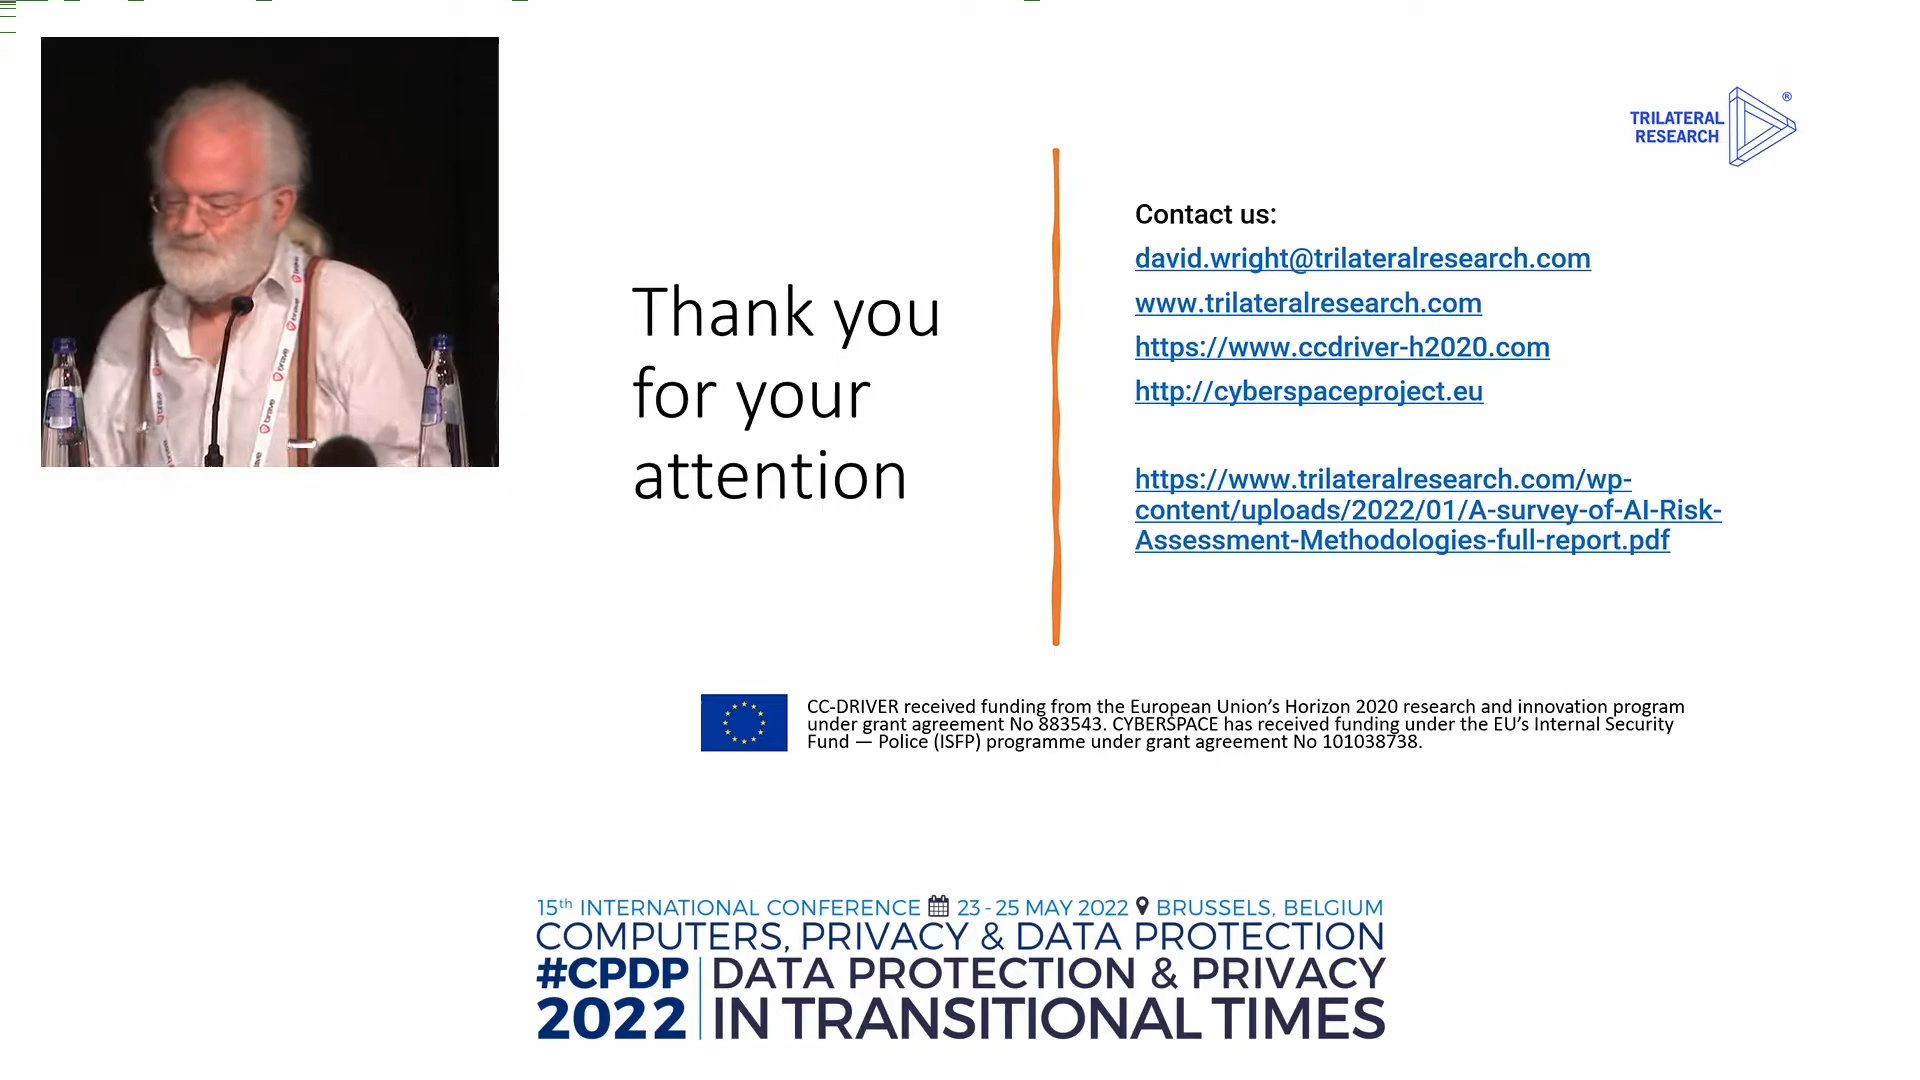 TRILATERAL
RESEARCH
®
brave
brave
brave
brave
Thank you
for your
attention
Contact us:
david.wright@trilateralresearch.com
www.trilateralresearch.com
https://www.ccdriver-h2020.com
http://cyberspaceproject.eu
https://www.trilateralresearch.com/wp-
content/uploads/2022/01/A-survey-of-AI-Risk-
Assessment-Methodologies-full-report.pdf
CC-DRIVER received funding from the European Union’s Horizon 2020 research and innovation program
under grant agreement No 883543. CYBERSPACE has received funding under the EU’s Internal Security
Fund — Police (ISFP) programme under grant agreement No 101038738.
15th INTERNATIONAL CONFERENCE 23-25 MAY 2022 BRUSSELS, BELGIUM
COMPUTERS, PRIVACY & DATA PROTECTION
#CPDP DATA PROTECTION & PRIVACY
2022 IN TRANSITIONAL TIMES